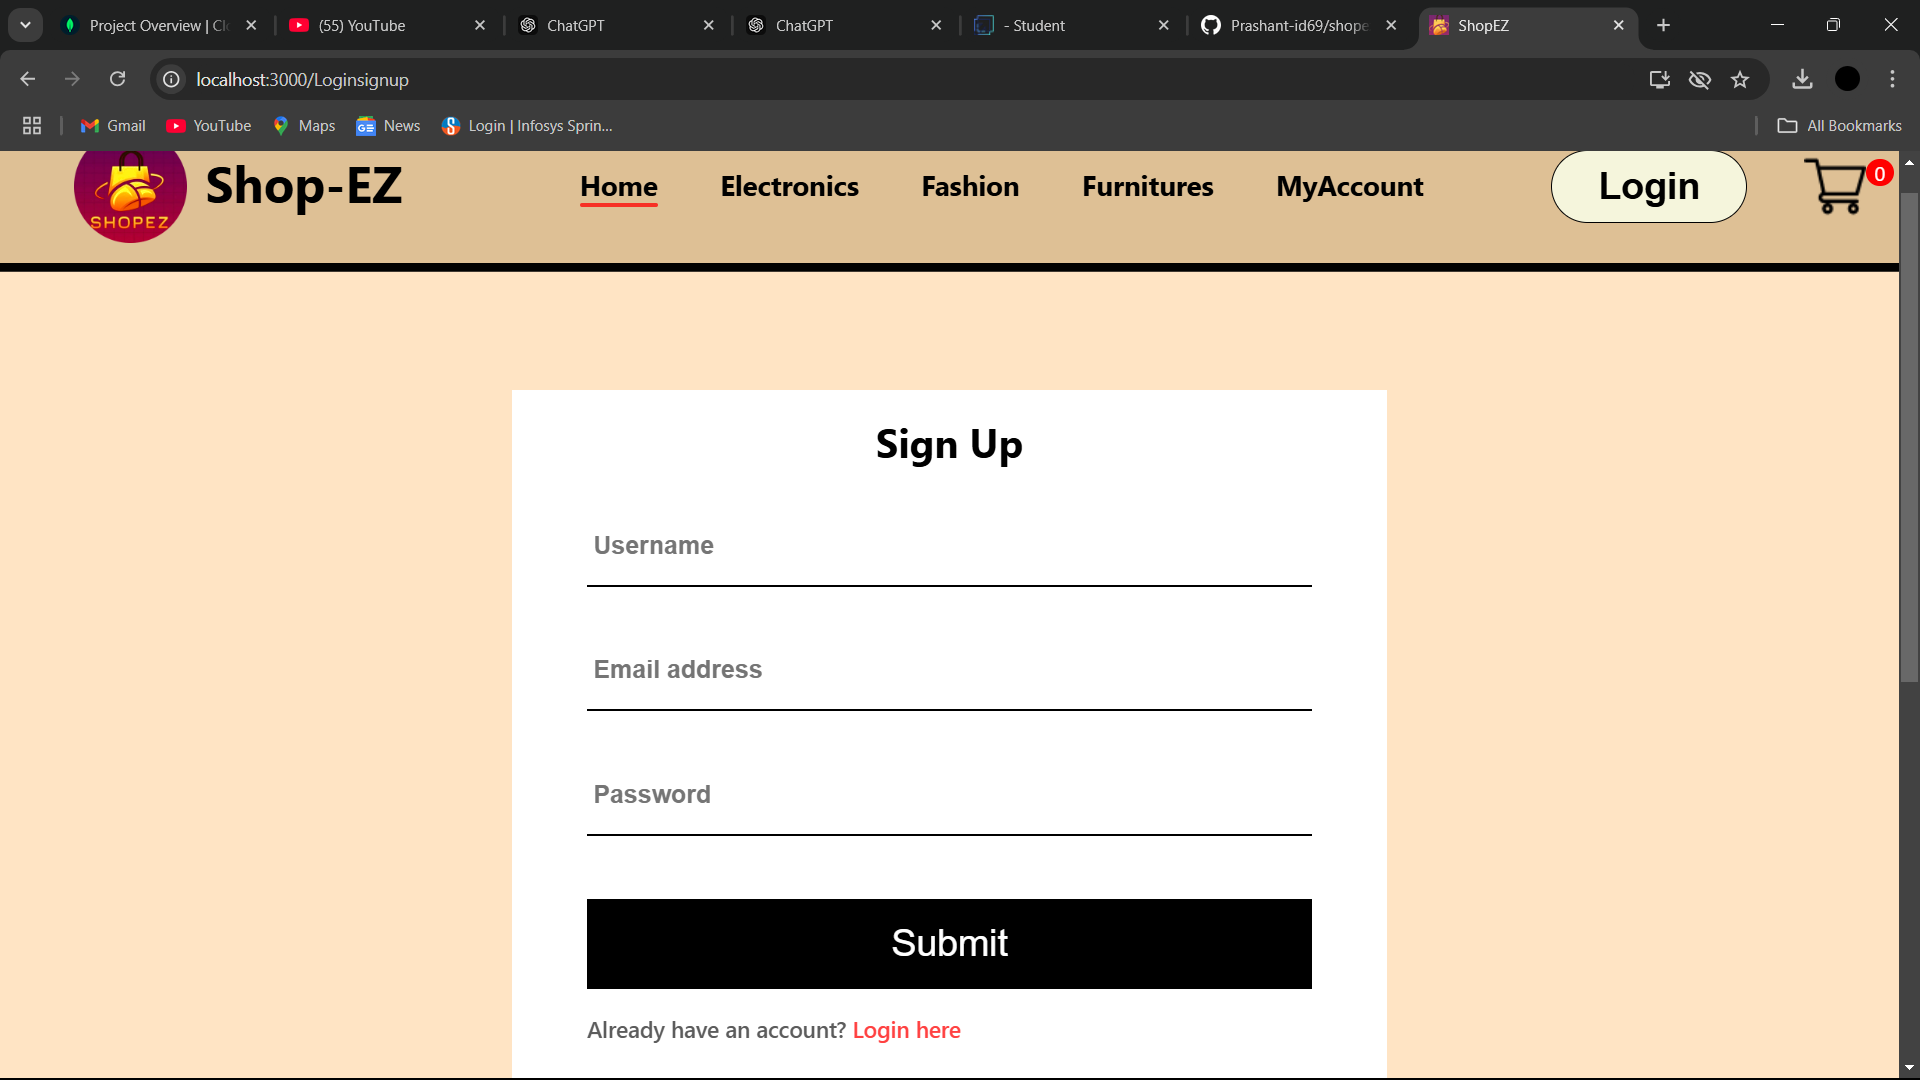 Project Overview | Clo
(55) YouTube
ChatGPT
ChatGPT
- Student
Prashant-id69/shope
ShopEZ
localhost:3000/Loginsignup
Gmail
YouTube
Maps
News
Login | Infosys Sprin...
All Bookmarks
SHOPEZ
Shop-EZ
Home
Electronics
Fashion
Furnitures
MyAccount
Login
0
Sign Up
Username
Email address
Password
Submit
Already have an account? Login here